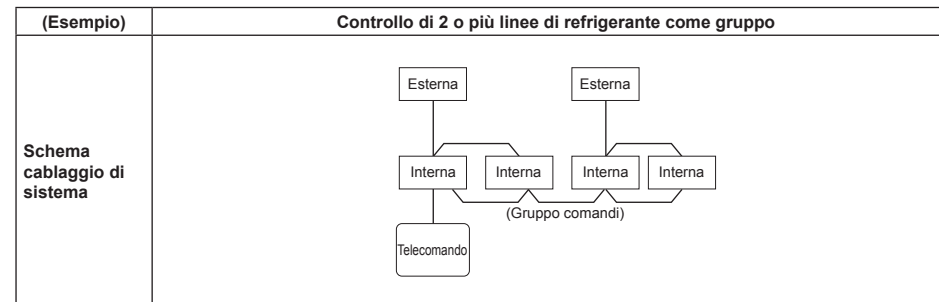 (Esempio)
Controllo di 2 o più linee di refrigerante come gruppo
Schema
cablaggio di
sistema
Esterna
Esterna
Interna
Interna
Interna
Interna
(Gruppo comandi)
Telecomando